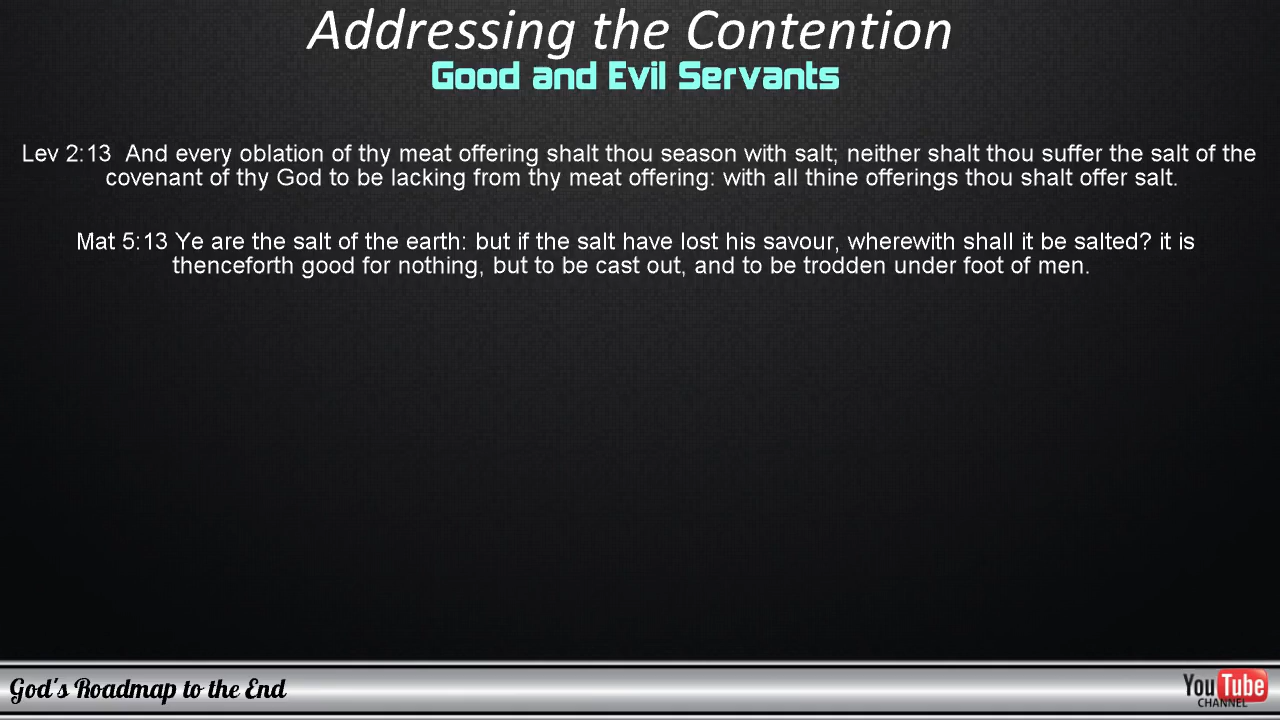 Addressing the Contention
Good and Evil Servants
Lev 2:13  And every oblation of thy meat offering shalt thou season with salt; neither shalt thou suffer the salt of the
covenant of thy God to be lacking from thy meat offering: with all thine offerings thou shalt offer salt.
Mat 5:13 Ye are the salt of the earth: but if the salt have lost his savour, wherewith shall it be salted? it is
thenceforth good for nothing, but to be cast out, and to be trodden under foot of men.
God's Roadmap to the End
YouTube
CHANNEL